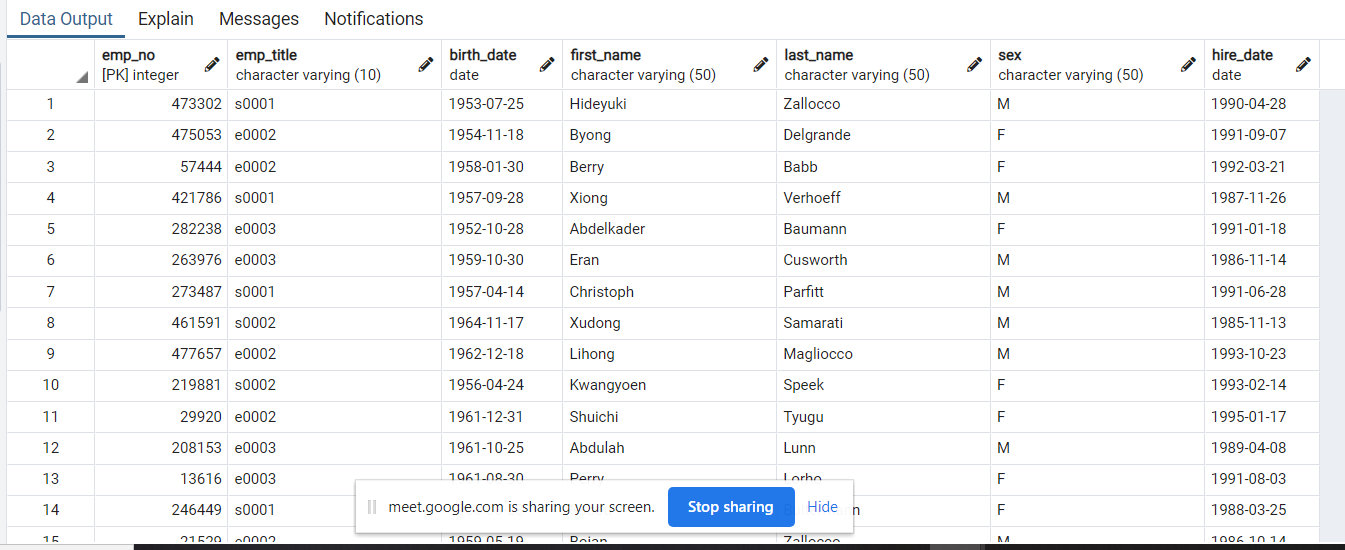 Data Output Explain Messages Notifications
emp_no emp_title birth_date first_name last_name sex hire_date
[PK] integer character varying (10) date character varying (50) character varying (50) character varying (50) date
1 473302 s0001 1953-07-25 Hideyuki Zallocco M 1990-04-28
2 475053 e0002 1954-11-18 Byong Delgrande F 1991-09-07
3 57444 e0002 1958-01-30 Berry Babb F 1992-03-21
4 421786 s0001 1957-09-28 Xiong Verhoeff M 1987-11-26
5 282238 e0003 1952-10-28 Abdelkader Baumann F 1991-01-18
6 263976 e0003 1959-10-30 Eran Cusworth M 1986-11-14
7 273487 s0001 1957-04-14 Christoph Parfitt M 1991-06-28
8 461591 s0002 1964-11-17 Xudong Samarati M 1985-11-13
9 477657 e0002 1962-12-18 Lihong Magliocco M 1993-10-23
10 219881 s0002 1956-04-24 Kwangyoen Speek F 1993-02-14
11 29920 e0002 1961-12-31 Shuichi Tyugu F 1995-01-17
12 208153 e0003 1961-10-25 Abdulah Lunn M 1989-04-08
13 13616 e0003 1961-08-30 Perry Lorho F 1991-08-03
meet.google.com is sharing your screen. Stop sharing Hide
14 246449 s0001 F 1988-03-25
15 21529 e0002 1959-05-19 Bojan Zallocco M 1986-10-14